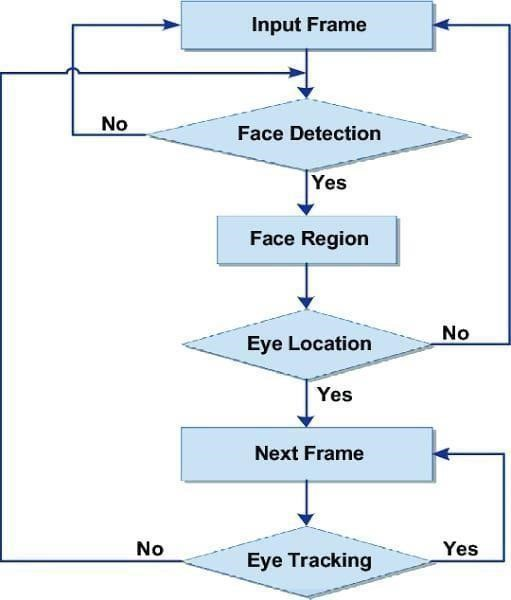 Input Frame
No
Face Detection
Yes
Face Region
Eye Location
No
Yes
Next Frame
No
Eye Tracking
Yes